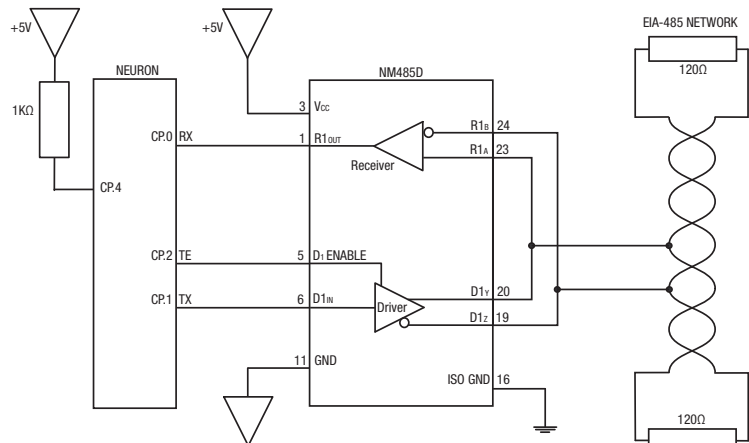 +5V
+5V
EIA-485 NETWORK
120Ω
NEURON
NM485D
1KΩ
3 VCC
CP.0 RX
1 R1OUT
R1B 24
R1A 23
Receiver
CP.4
CP.2 TE
5 D1 ENABLE
CP.1 TX
6 D1IN
Driver
D1Y 20
D1Z 19
11 GND
ISO GND 16
120Ω